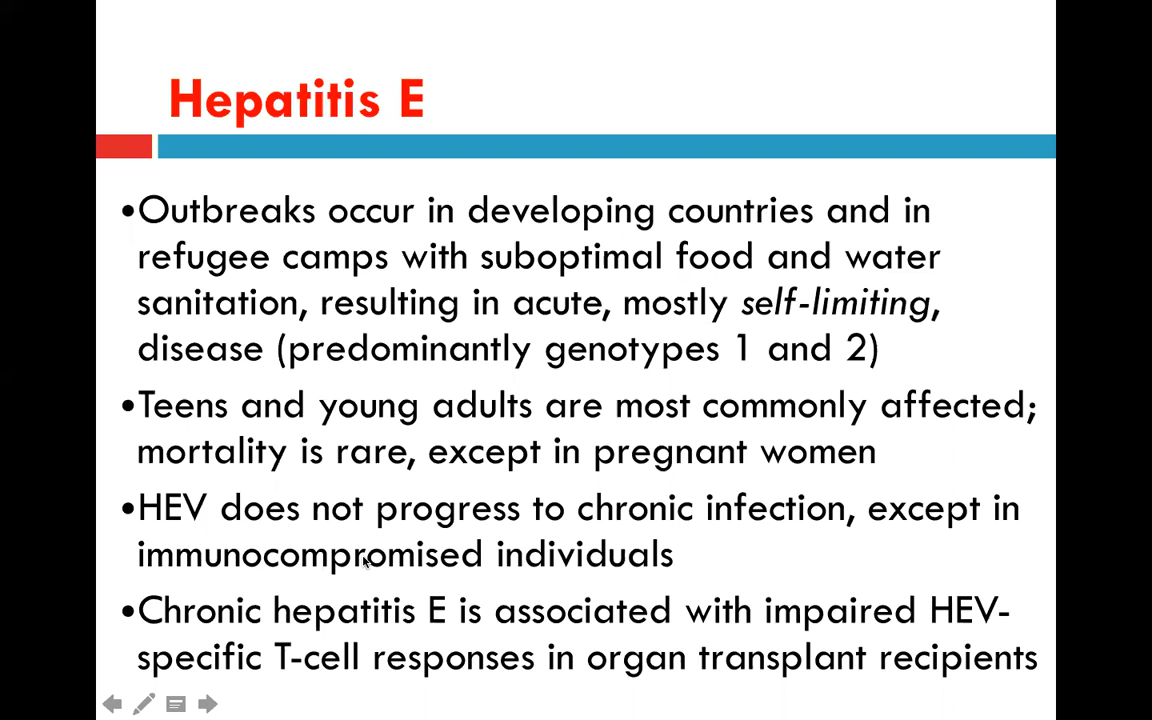 Hepatitis E
•Outbreaks occur in developing countries and in
refugee camps with suboptimal food and water
sanitation, resulting in acute, mostly self-limiting,
disease (predominantly genotypes 1 and 2)
•Teens and young adults are most commonly affected;
mortality is rare, except in pregnant women
•HEV does not progress to chronic infection, except in
immunocompromised individuals
•Chronic hepatitis E is associated with impaired HEV-
specific T-cell responses in organ transplant recipients